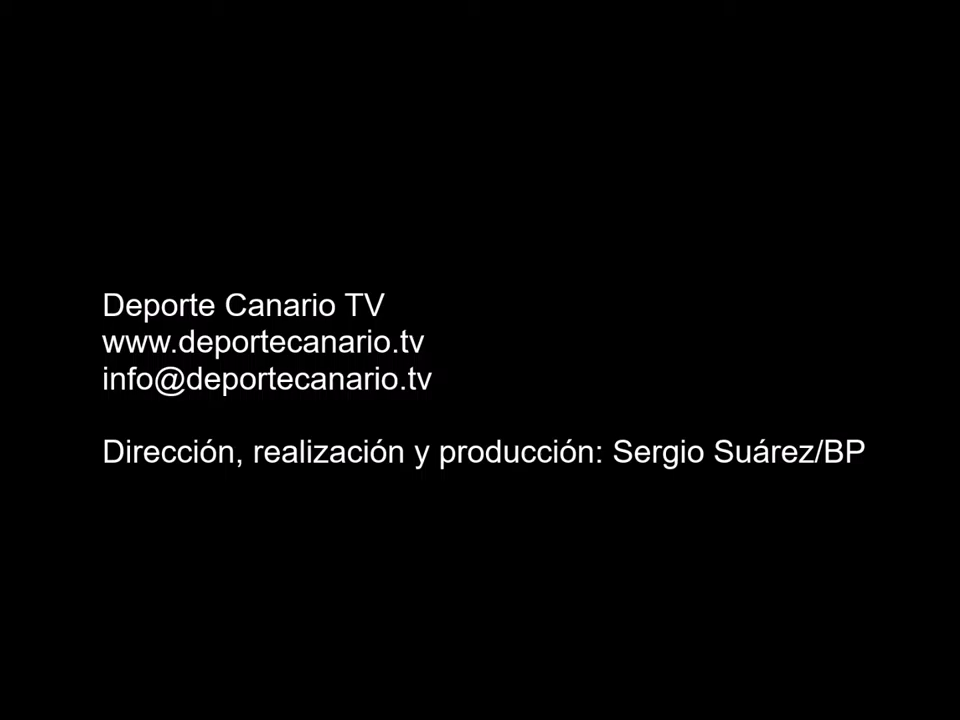 Deporte Canario TV
www.deportecanario.tv
info@deportecanario.tv
Dirección, realización y producción: Sergio Suárez/BP